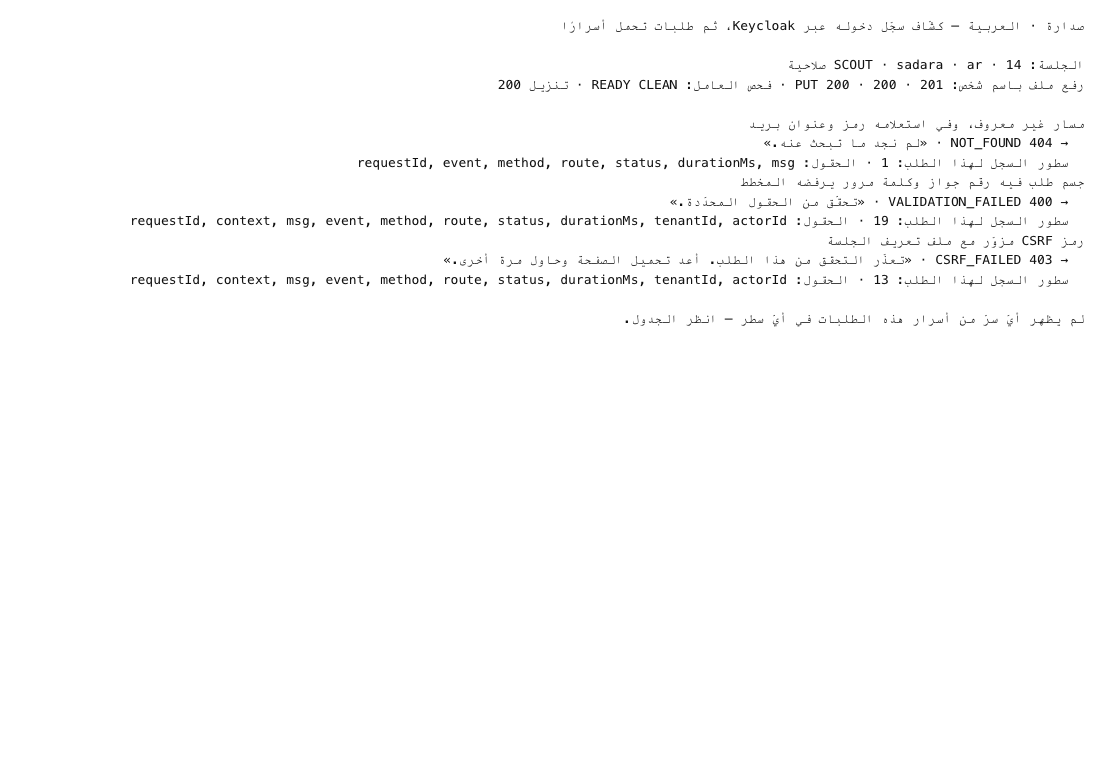 صدارة · العربية — كشّاف سجّل دخوله عبر Keycloak، ثم طلبات تحمل أسرارًا
الجلسة: SCOUT · sadara · ar · 14 صلاحية
رفع ملف باسم شخص: 201 · PUT 200 · 200 · فحص العامل: READY CLEAN · تنزيل 200
مسار غير معروف، وفي استعلامه رمز وعنوان بريد
→ 404 NOT_FOUND · «لم نجد ما تبحث عنه.»
سطور السجل لهذا الطلب: 1 · الحقول: requestId, event, method, route, status, durationMs, msg
جسم طلب فيه رقم جواز وكلمة مرور يرفضه المخطط
→ 400 VALIDATION_FAILED · «تحقّق من الحقول المحدّدة.»
سطور السجل لهذا الطلب: 19 · الحقول: requestId, context, msg, event, method, route, status, durationMs, tenantId, actorId
رمز CSRF مزوّر مع ملف تعريف الجلسة
→ 403 CSRF_FAILED · «تعذّر التحقق من هذا الطلب. أعد تحميل الصفحة وحاول مرة أخرى.»
سطور السجل لهذا الطلب: 13 · الحقول: requestId, context, msg, event, method, route, status, durationMs, tenantId, actorId
لم يظهر أيّ سرّ من أسرار هذه الطلبات في أيّ سطر — انظر الجدول.